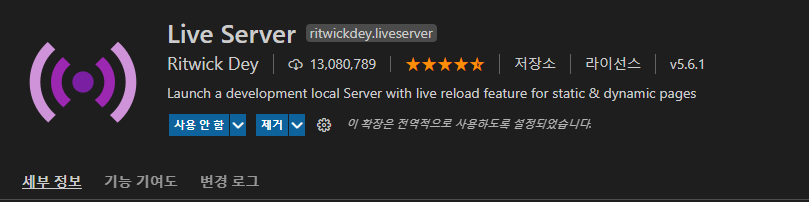 Live Server ritwickdey.liveserver
Ritwick Dey 13,080,789 저장소 라이선스 v5.6.1
Launch a development local Server with live reload feature for static & dynamic pages
사용 안 함 제거 이 확장은 전역적으로 사용하도록 설정되었습니다.
세부 정보 기능 기여도 변경 로그